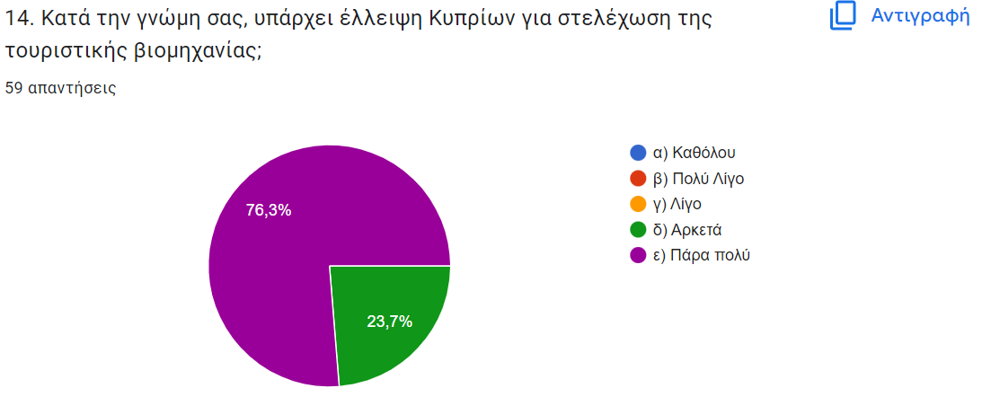 14. Κατά την γνώμη σας, υπάρχει έλλειψη Κυπρίων για στελέχωση της
τουριστικής βιομηχανίας;
Αντιγραφή
59 απαντήσεις
76,3%
23,7%
α) Καθόλου
β) Πολύ Λίγο
γ) Λίγο
δ) Αρκετά
ε) Πάρα πολύ